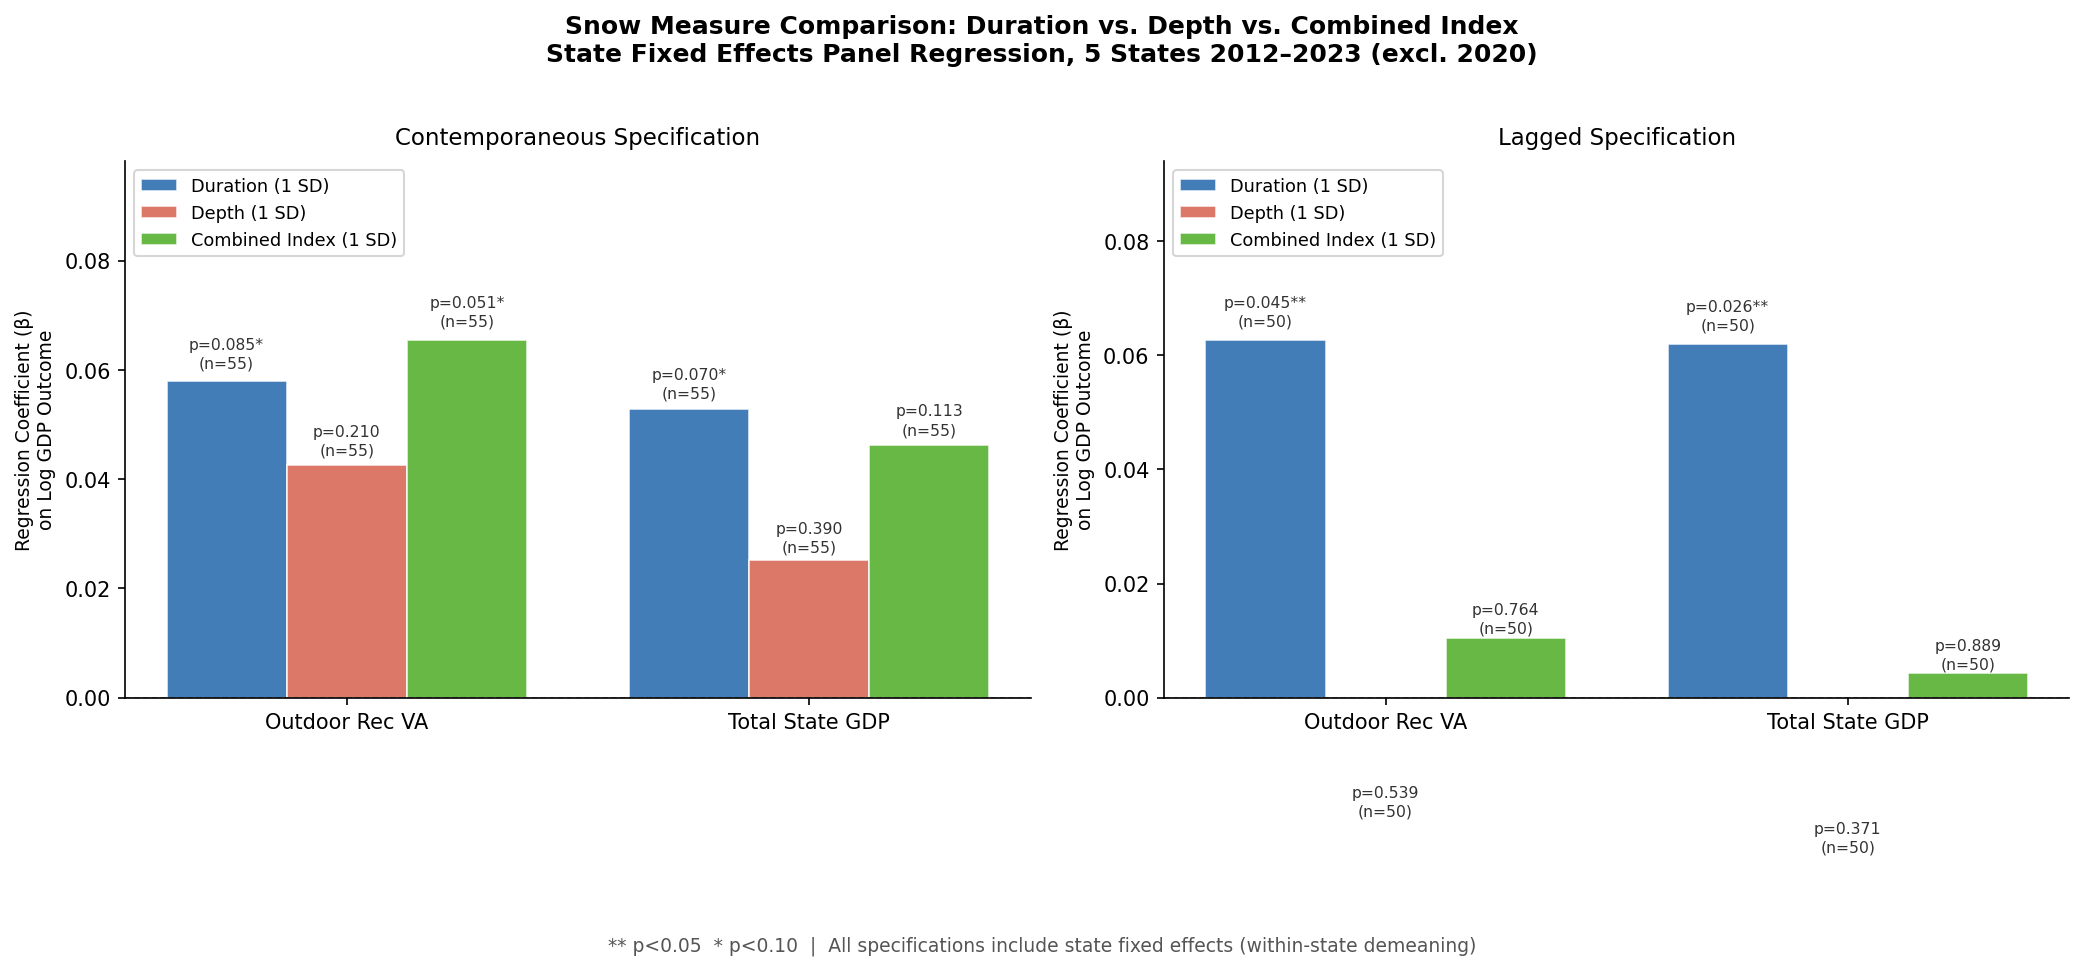 Snow Measure Comparison: Duration vs. Depth vs. Combined Index
State Fixed Effects Panel Regression, 5 States 2012–2023 (excl. 2020)
Contemporaneous Specification
Duration (1 SD)
Depth (1 SD)
Combined Index (1 SD)
Regression Coefficient (β)
on Log GDP Outcome
0.08
0.06
0.04
0.02
0.00
p=0.085*
(n=55)
p=0.210
(n=55)
p=0.051*
(n=55)
p=0.070*
(n=55)
p=0.390
(n=55)
p=0.113
(n=55)
Outdoor Rec VA
Total State GDP
Lagged Specification
Duration (1 SD)
Depth (1 SD)
Combined Index (1 SD)
Regression Coefficient (β)
on Log GDP Outcome
0.08
0.06
0.04
0.02
0.00
p=0.045**
(n=50)
p=0.764
(n=50)
p=0.026**
(n=50)
p=0.889
(n=50)
Outdoor Rec VA
Total State GDP
p=0.539
(n=50)
p=0.371
(n=50)
** p<0.05  * p<0.10  |  All specifications include state fixed effects (within-state demeaning)